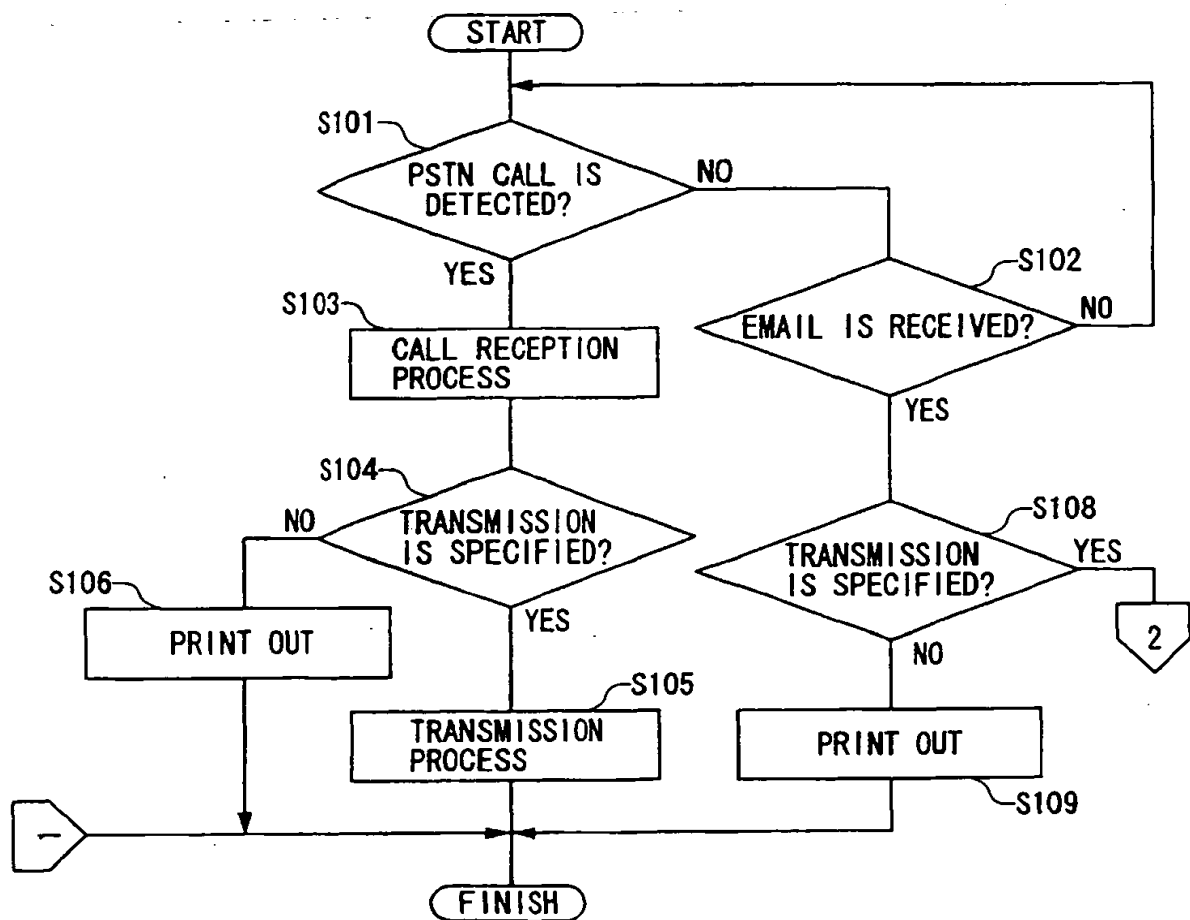 START
S101
PSTN CALL IS
DETECTED?
NO
YES
S102
EMAIL IS RECEIVED?
NO
YES
S103
CALL RECEPTION
PROCESS
S104
TRANSMISSION
IS SPECIFIED?
NO
YES
S108
TRANSMISSION
IS SPECIFIED?
YES
NO
2
S106
PRINT OUT
S105
TRANSMISSION
PROCESS
PRINT OUT
S109
1
FINISH